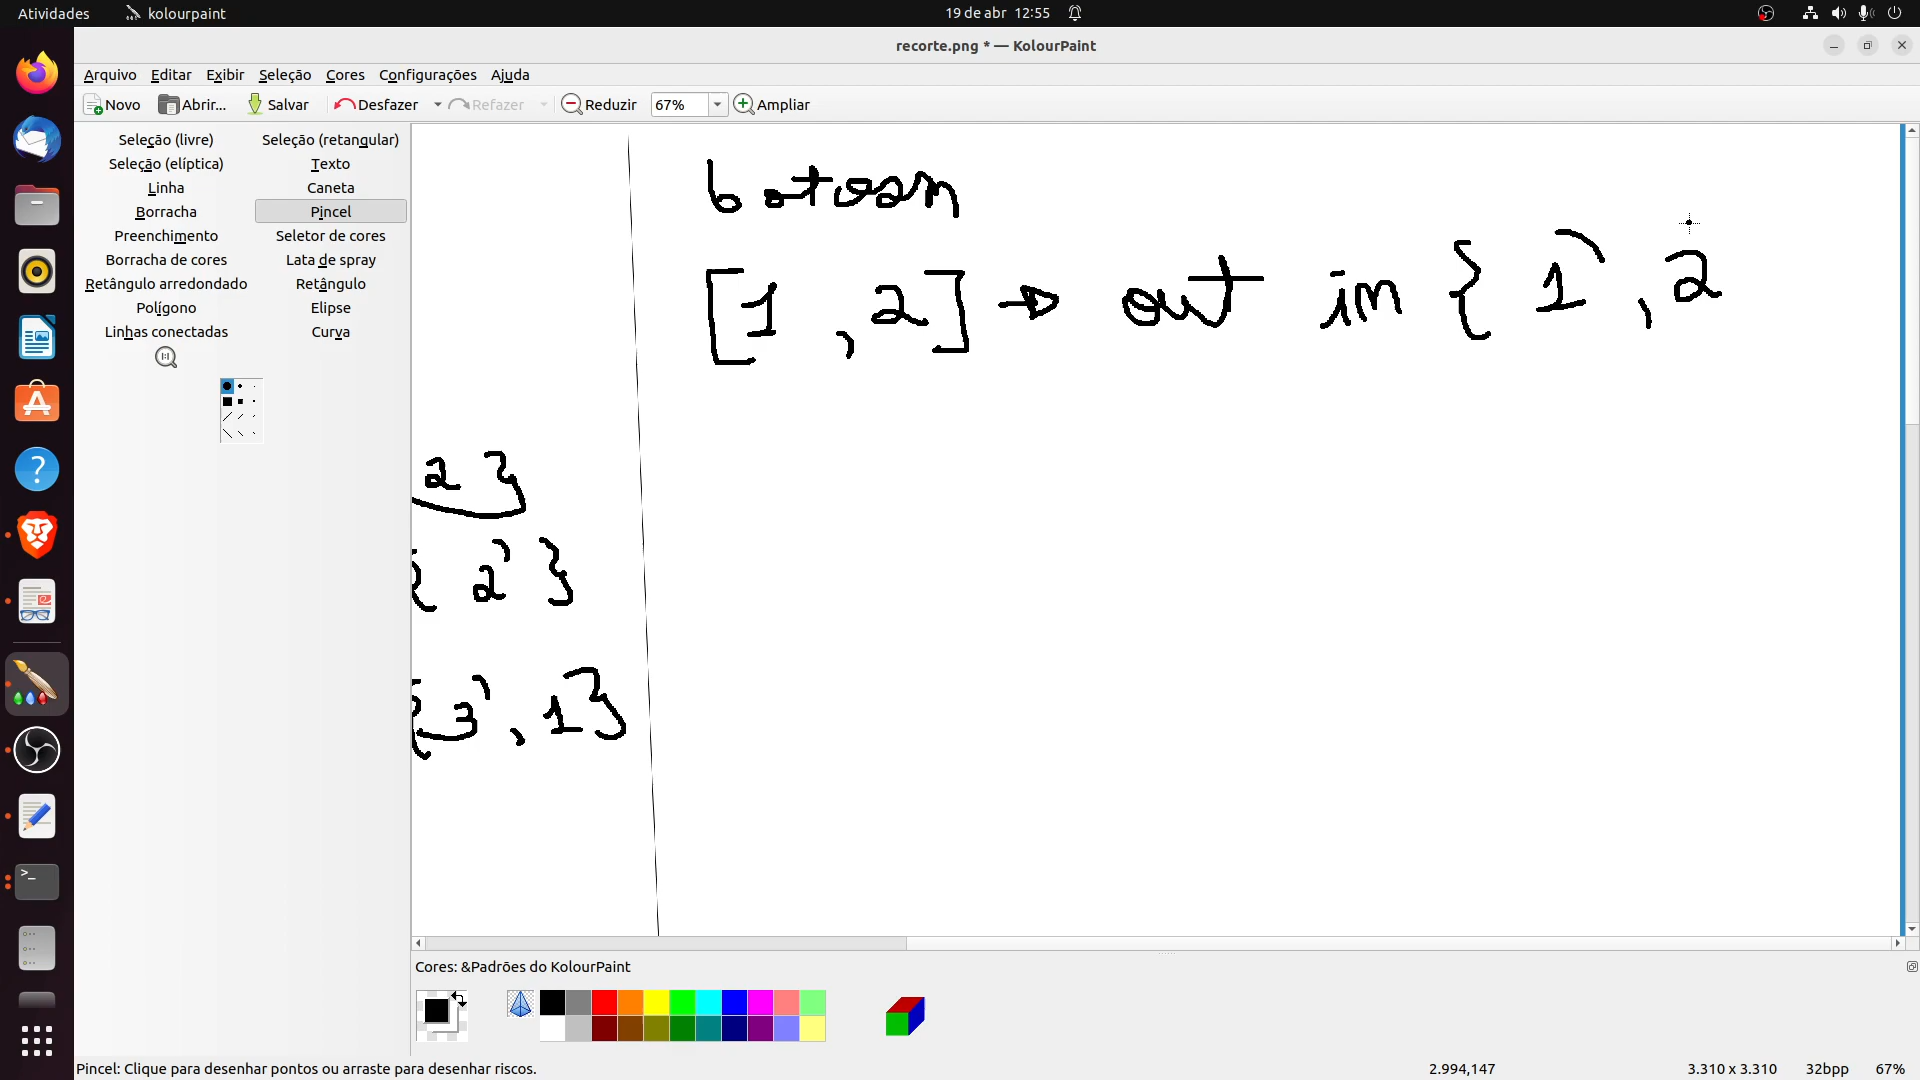 Atividades kolourpaint 19 de abr 12:55
recorte.png * — KolourPaint
Arquivo Editar Exibir Seleção Cores Configurações Ajuda
Novo Abrir... Salvar Desfazer Refazer Reduzir 67% Ampliar
Seleção (livre) Seleção (retangular)
Seleção (elíptica) Texto
Linha Caneta
Borracha Pincel
Preenchimento Seletor de cores
Borracha de cores Lata de spray
Retângulo arredondado Retângulo
Polígono Elipse
Linhas conectadas Curva
[1 , 2] → out in { 1' , 2
2 }
{ 2' }
{ 3' , 1 }
Cores: &Padrões do KolourPaint
Pincel: Clique para desenhar pontos ou arraste para desenhar riscos. 2.994,147 3.310 x 3.310 32bpp 67%